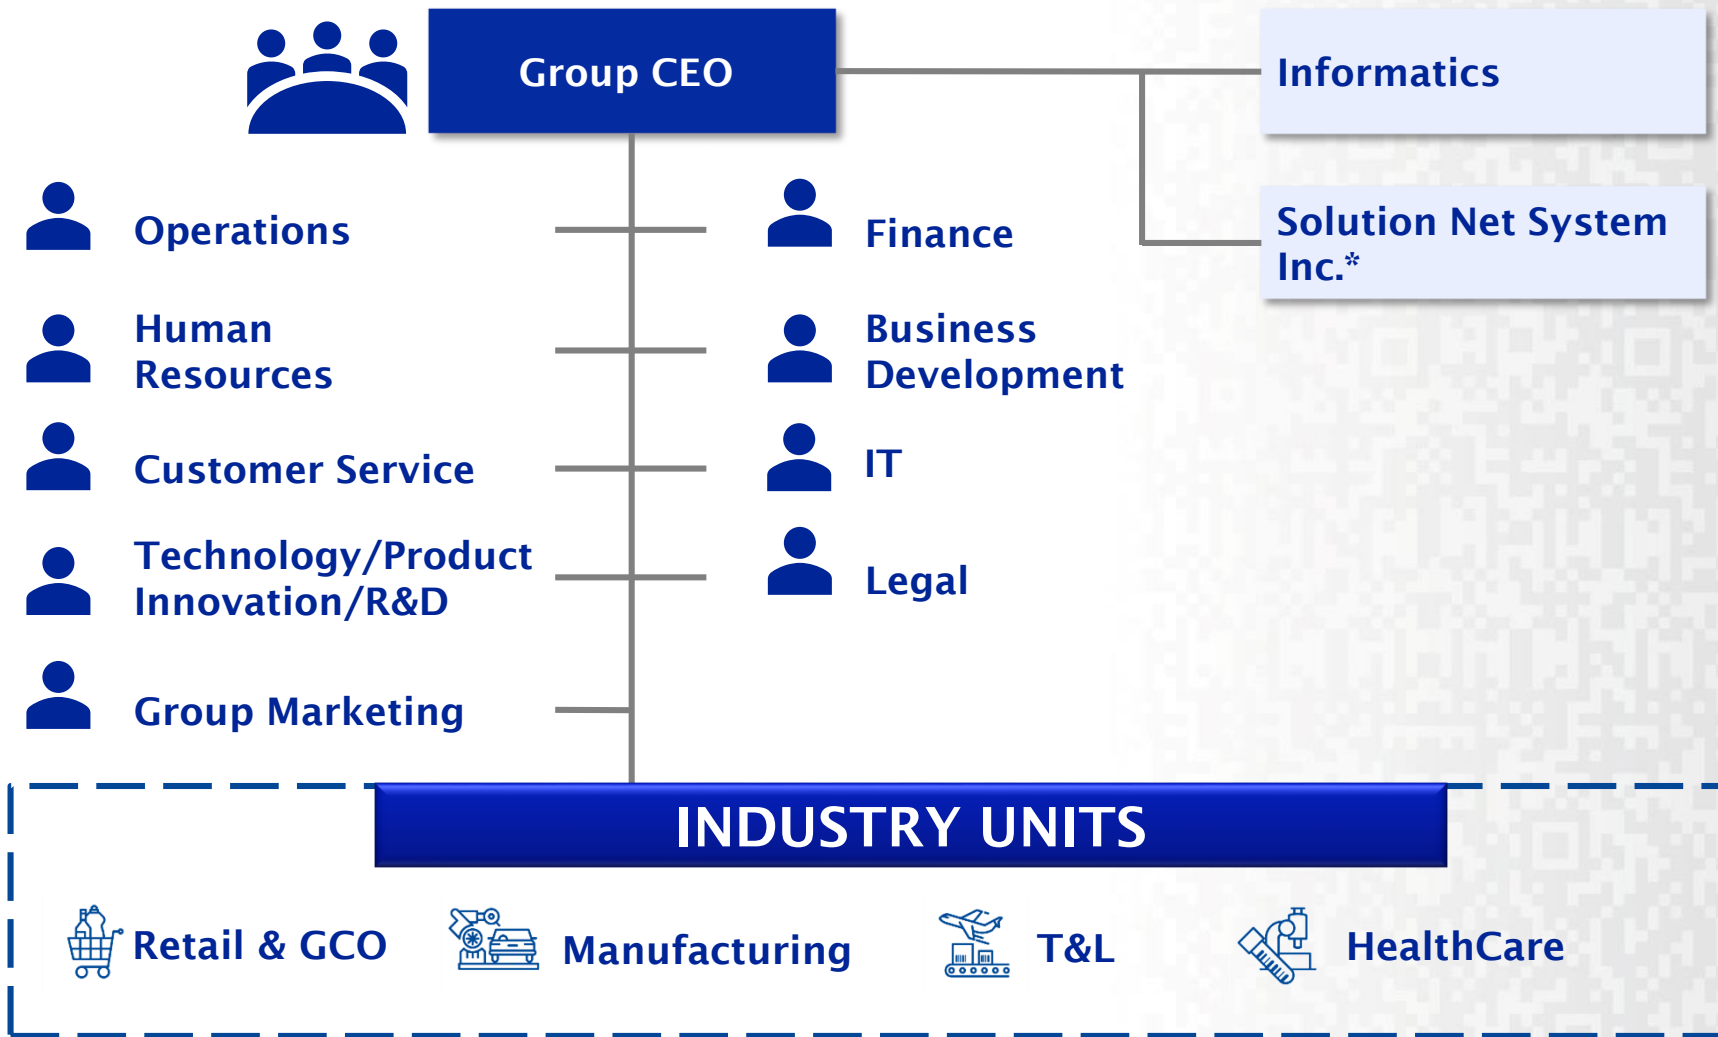 Group CEO
Informatics
Solution Net System
Inc.*
Operations
Finance
Human
Resources
Business
Development
Customer Service
IT
Technology/Product
Innovation/R&D
Legal
Group Marketing
INDUSTRY UNITS
Retail & GCO
Manufacturing
T&L
HealthCare